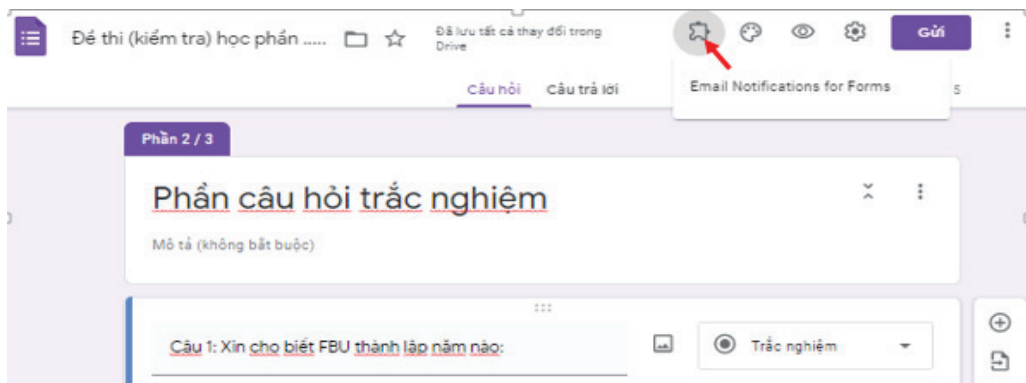 Đề thi (kiểm tra) học phần .....
Đã lưu tất cả thay đổi trong
Drive
Gửi
Câu hỏi Câu trả lời
Email Notifications for Forms
5
Phần 2 / 3
Phần câu hỏi trắc nghiệm
Mô tả (không bắt buộc)
Câu 1: Xin cho biết FBU thành lập năm nào:
Trắc nghiệm